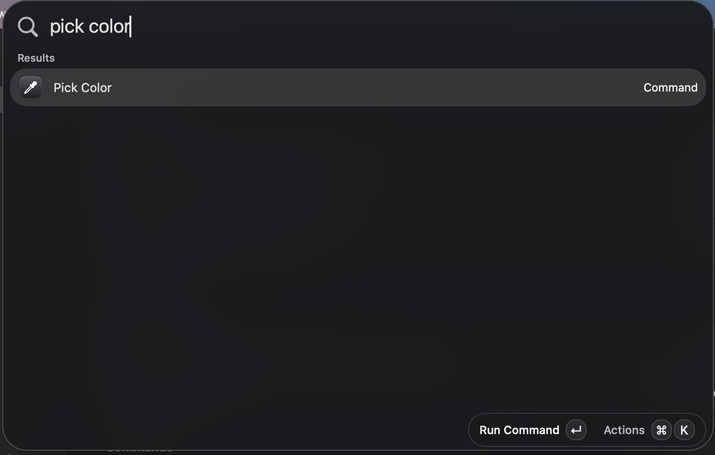 pick color
Results
Pick Color Command
Run Command ↵ Actions ⌘ K